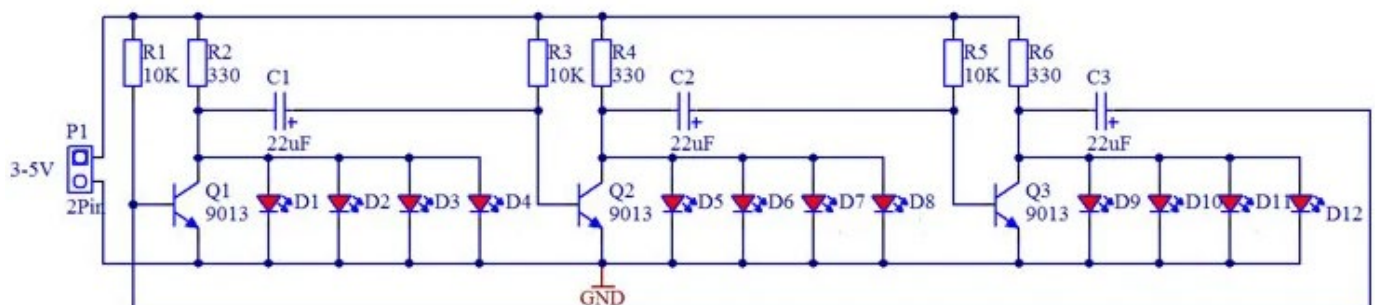 R1
10K
R2
330
C1
+
22uF
R3
10K
R4
330
C2
+
22uF
R5
10K
R6
330
C3
+
22uF
P1
3-5V
2Pin
Q1
9013
D1
D2
D3
D4
Q2
9013
D5
D6
D7
D8
Q3
9013
D9
D10
D11
D12
GND